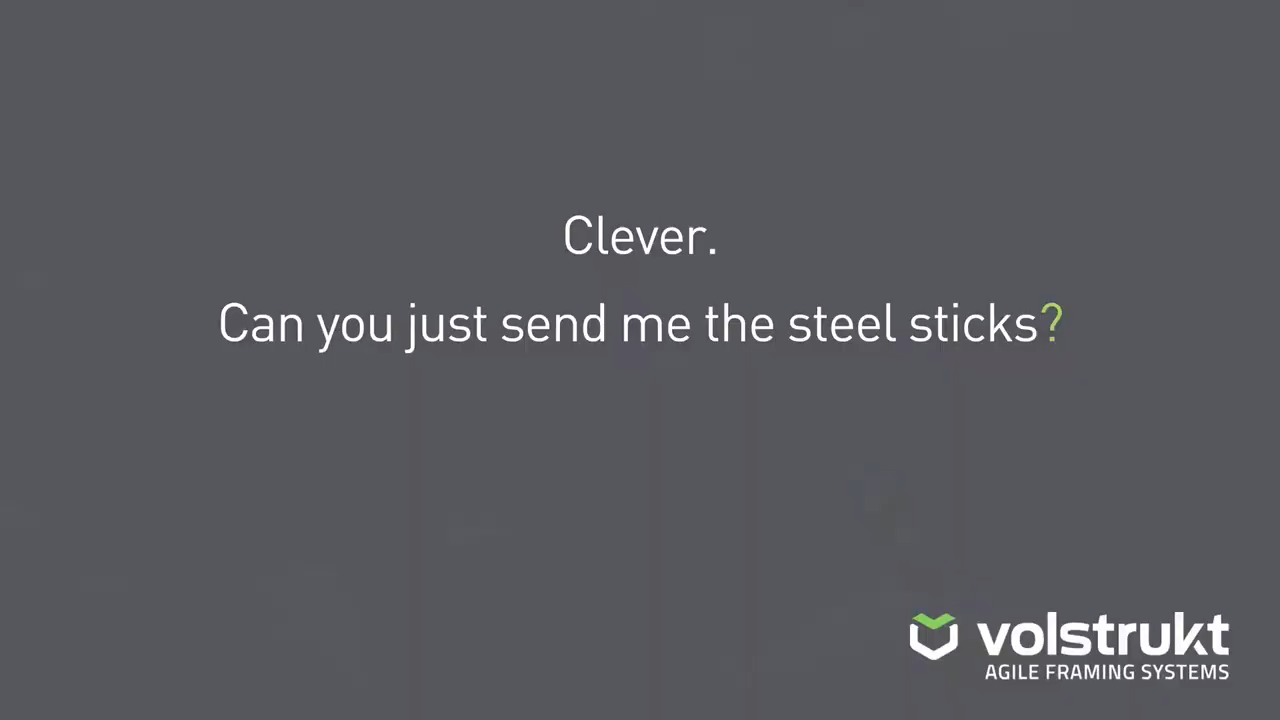 Clever.
Can you just send me the steel sticks?
volstrukt
AGILE FRAMING SYSTEMS